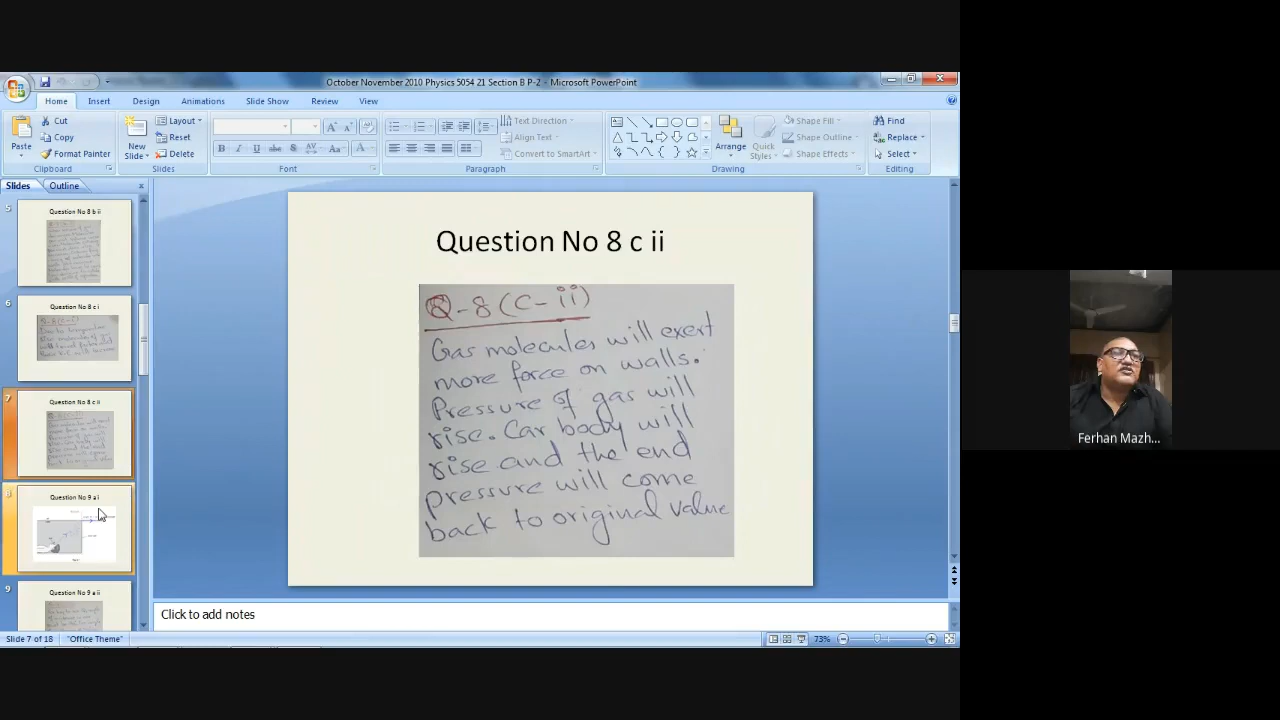 October November 2010 Physics 5054 21 Section B P-2 - Microsoft PowerPoint
Home Insert Design Animations Slide Show Review View
Paste
Cut
Copy
Format Painter
Clipboard
New Slide
Layout
Reset
Delete
Slides
Font
Text Direction
Align Text
Convert to SmartArt
Paragraph
Arrange
Quick Styles
Shape Fill
Shape Outline
Shape Effects
Drawing
Find
Replace
Select
Editing
Slides Outline
5
Question No 8 b ii
6
Question No 8 c i
7
Question No 8 c ii
8
Question No 9 a i
9
Question No 9 a ii
Question No 8 c ii
Q-8 (C-ii)
Gas molecules will exert
more force on walls.
Pressure of gas will
rise. Car body will
rise and the end
pressure will come
back to original value
Click to add notes
Slide 7 of 18 "Office Theme" 73%
Ferhan Mazh...